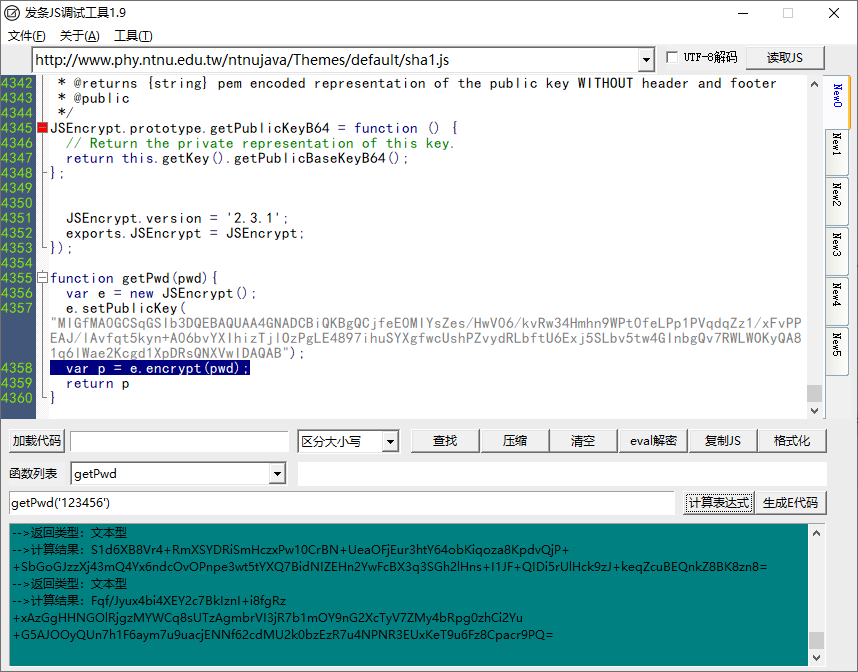 发条JS调试工具1.9
文件(F) 关于(A) 工具(T)
http://www.phy.ntnu.edu.tw/ntnujava/Themes/default/sha1.js
UTF-8解码
读取JS
4342 * @returns {string} pem encoded representation of the public key WITHOUT header and footer
4343 * @public
4344 */
4345 JSEncrypt.prototype.getPublicKeyB64 = function () {
4346 // Return the private representation of this key.
4347 return this.getKey().getPublicBaseKeyB64();
4348 };
4349
4350
4351 JSEncrypt.version = '2.3.1';
4352 exports.JSEncrypt = JSEncrypt;
4353 });
4354
4355 function getPwd(pwd){
4356 var e = new JSEncrypt();
4357 e.setPublicKey(
"MIGfMA0GCSqGSIb3DQEBAQUAA4GNADCBiQKBgQCjfeEOMIYsZes/HwV06/kvRw34Hmhn9WPt0feLPp1PVqdqZz1/xFvPP
EAJ/lAvfqt5kyn+A06bvYXIhizTjIOzPgLE4897ihuSYXgfwcUshPZvydRLbftU6Exj5SLbv5tw4GInbgQv7RWLWOKyQA8
1q6lWae2Kcgd1XpDRsQNXVwIDAQAB");
4358 var p = e.encrypt(pwd);
4359 return p
4360 }
New0
New1
New2
New3
New4
New5
加载代码
区分大小写
查找
压缩
清空
eval解密
复制JS
格式化
函数列表
getPwd
getPwd('123456')
计算表达式
生成E代码
-->返回类型：文本型
-->计算结果：S1d6XB8Vr4+RmXSYDRiSmHczxPw10CrBN+UeaOFjEur3htY64obKiqoza8KpdvQjP+
+SbGoGJzzXj43mQ4Yx6ndcOvOPnpe3wt5tYXQ7BidNIZEHn2YwFcBX3q3SGh2lHns+I1JF+QIDi5rUlHck9zJ+keqZcuBEQnkZ8BK8zn8=
-->返回类型：文本型
-->计算结果：Fqf/Jyux4bi4XEY2c7BkIznI+i8fgRz
+xAzGgHHNGOlRjgzMYWCq8sUTzAgmbrVI3jR7b1mOY9nG2XcTyV7ZMy4bRpg0zhCi2Yu
+G5AJOOyQUn7h1F6aym7u9uacjENNf62cdMU2k0bzEzR7u4NPNR3EUxKeT9u6Fz8Cpacr9PQ=